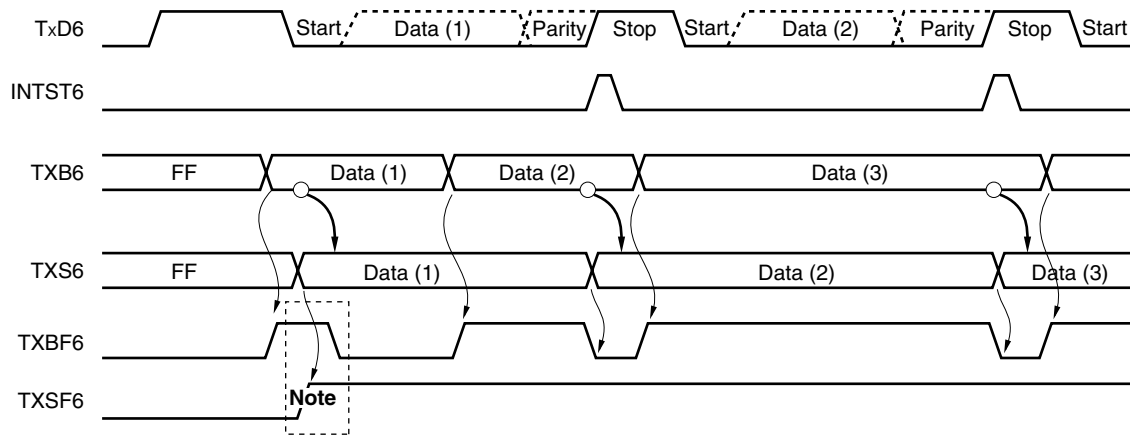 TxD6 Start Data (1) Parity Stop Start Data (2) Parity Stop Start
INTST6
TXB6 FF Data (1) Data (2) Data (3)
TXS6 FF Data (1) Data (2) Data (3)
TXBF6
TXSF6 Note